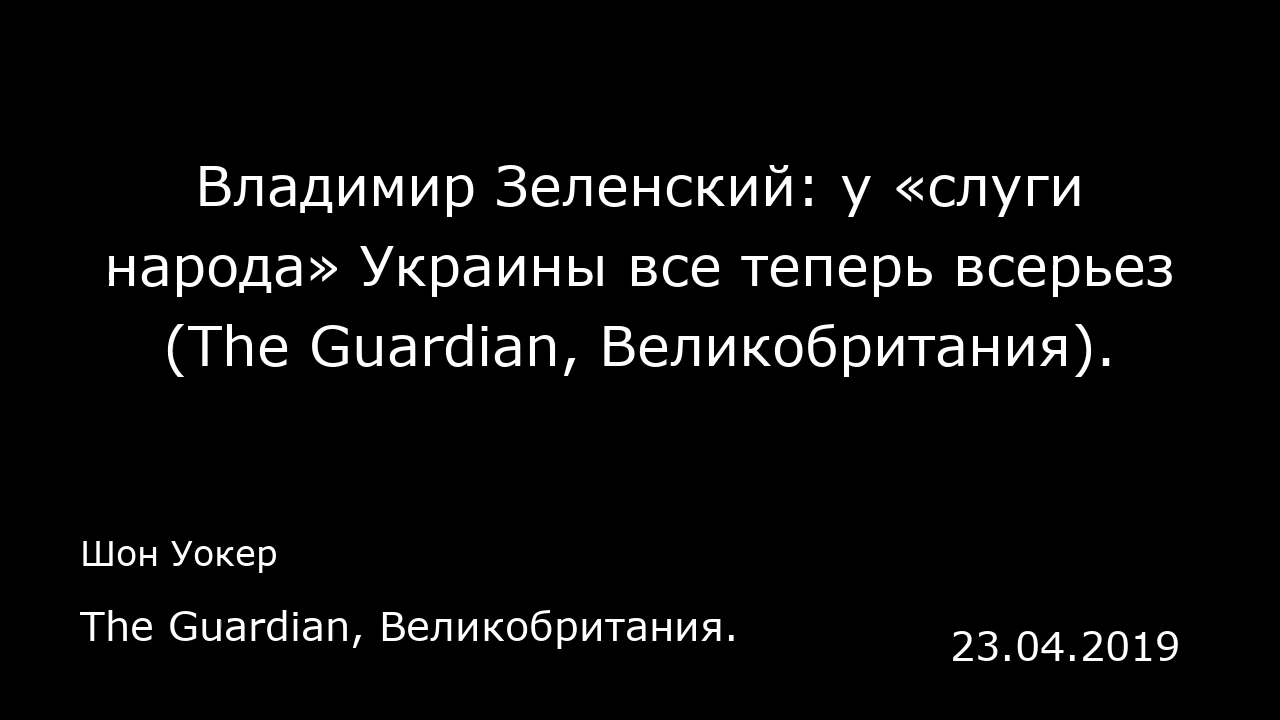 Владимир Зеленский: у «слуги
народа» Украины все теперь всерьез
(The Guardian, Великобритания).
Шон Уокер
The Guardian, Великобритания.
23.04.2019